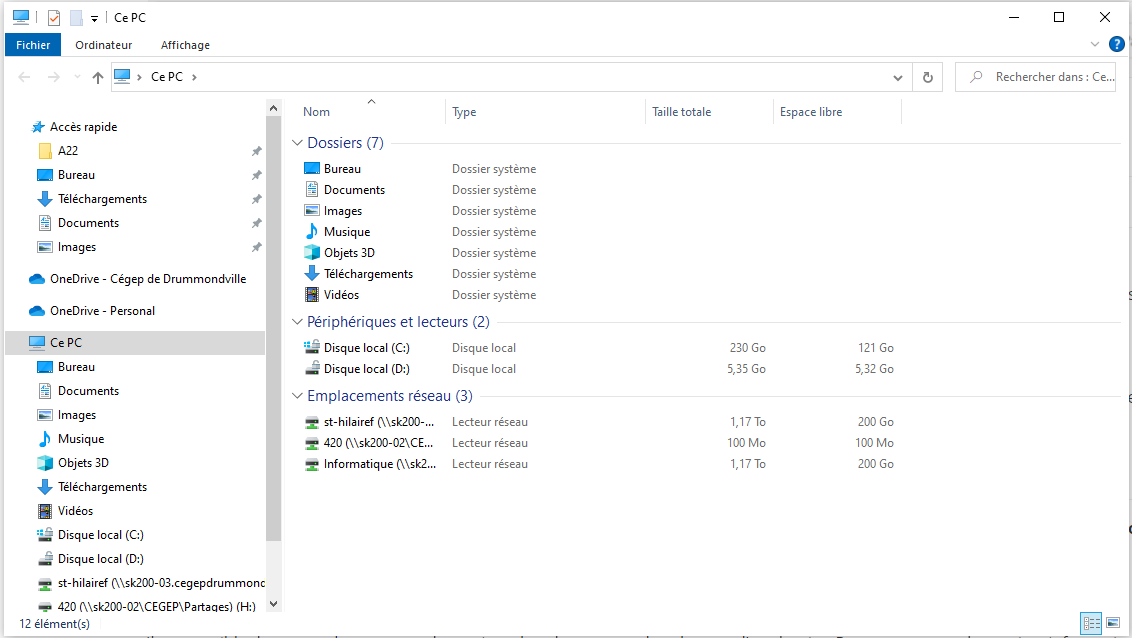 Ce PC
Fichier Ordinateur Affichage
Ce PC
Rechercher dans : Ce...
Accès rapide
A22
Bureau
Téléchargements
Documents
Images
OneDrive - Cégep de Drummondville
OneDrive - Personal
Ce PC
Bureau
Documents
Images
Musique
Objets 3D
Téléchargements
Vidéos
Disque local (C:)
Disque local (D:)
st-hilairef (\\sk200-03.cegepdrummond
420 (\\sk200-02\CEGEP\Partages) (H:)
Nom Type Taille totale Espace libre
Dossiers (7)
Bureau Dossier système
Documents Dossier système
Images Dossier système
Musique Dossier système
Objets 3D Dossier système
Téléchargements Dossier système
Vidéos Dossier système
Périphériques et lecteurs (2)
Disque local (C:) Disque local 230 Go 121 Go
Disque local (D:) Disque local 5,35 Go 5,32 Go
Emplacements réseau (3)
st-hilairef (\\sk200-... Lecteur réseau 1,17 To 200 Go
420 (\\sk200-02\CE... Lecteur réseau 100 Mo 100 Mo
Informatique (\\sk2... Lecteur réseau 1,17 To 200 Go
12 élément(s)